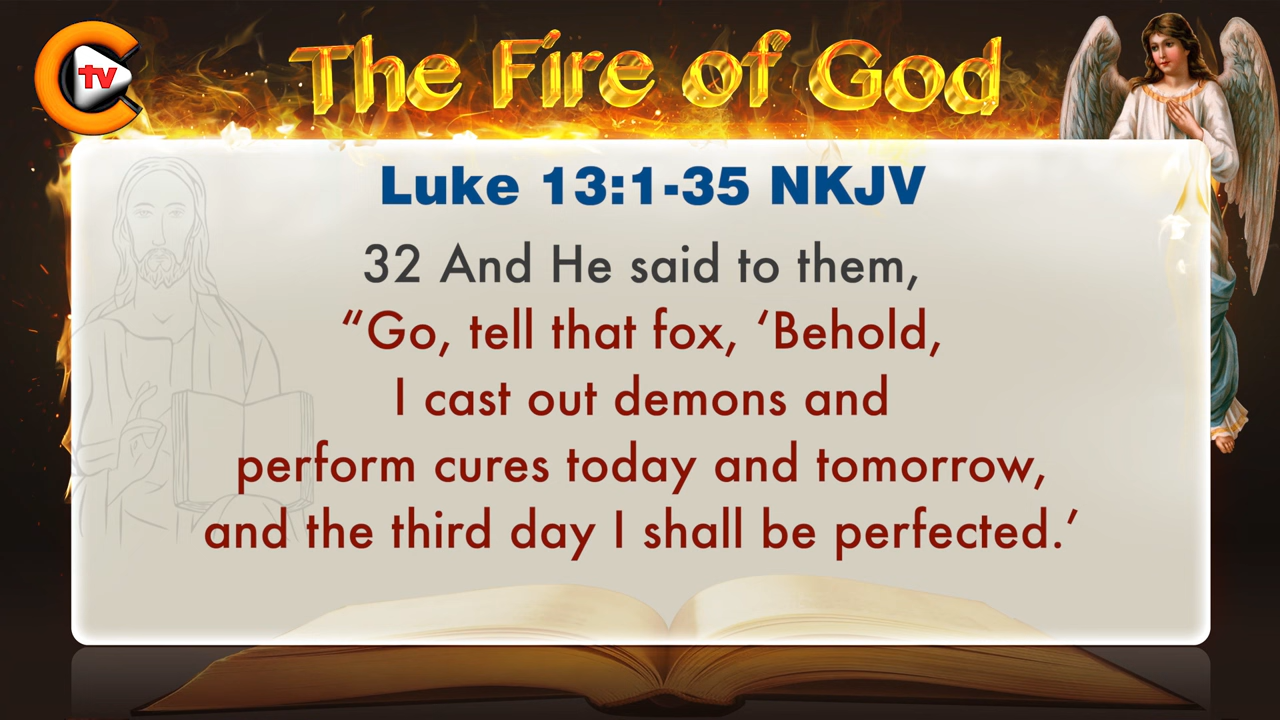 tv
The Fire of God
Luke 13:1-35 NKJV
32 And He said to them,
“Go, tell that fox, ‘Behold,
I cast out demons and
perform cures today and tomorrow,
and the third day I shall be perfected.’